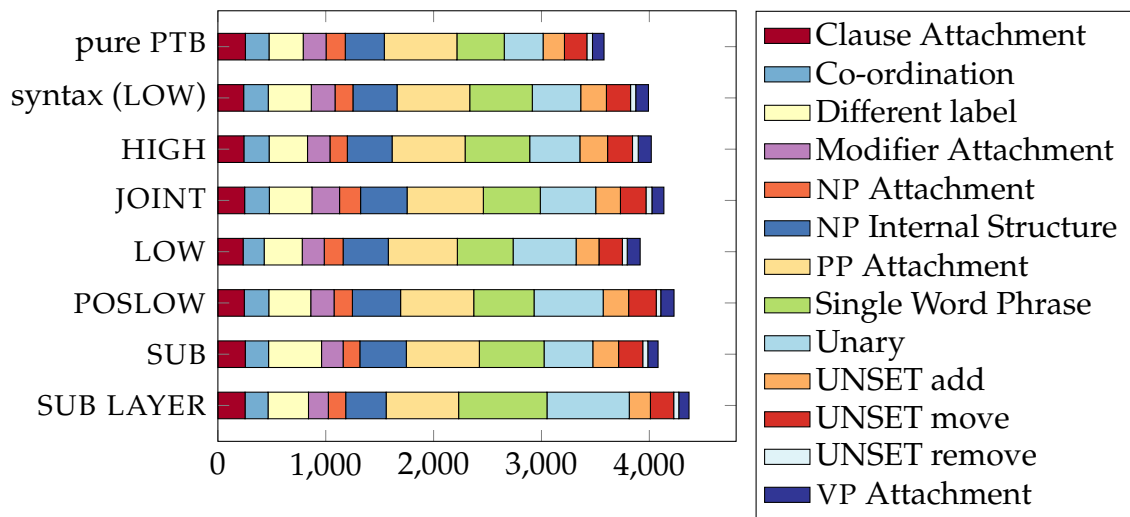 pure PTB
syntax (LOW)
HIGH
JOINT
LOW
POSLOW
SUB
SUB LAYER
0 1,000 2,000 3,000 4,000
Clause Attachment
Co-ordination
Different label
Modifier Attachment
NP Attachment
NP Internal Structure
PP Attachment
Single Word Phrase
Unary
UNSET add
UNSET move
UNSET remove
VP Attachment